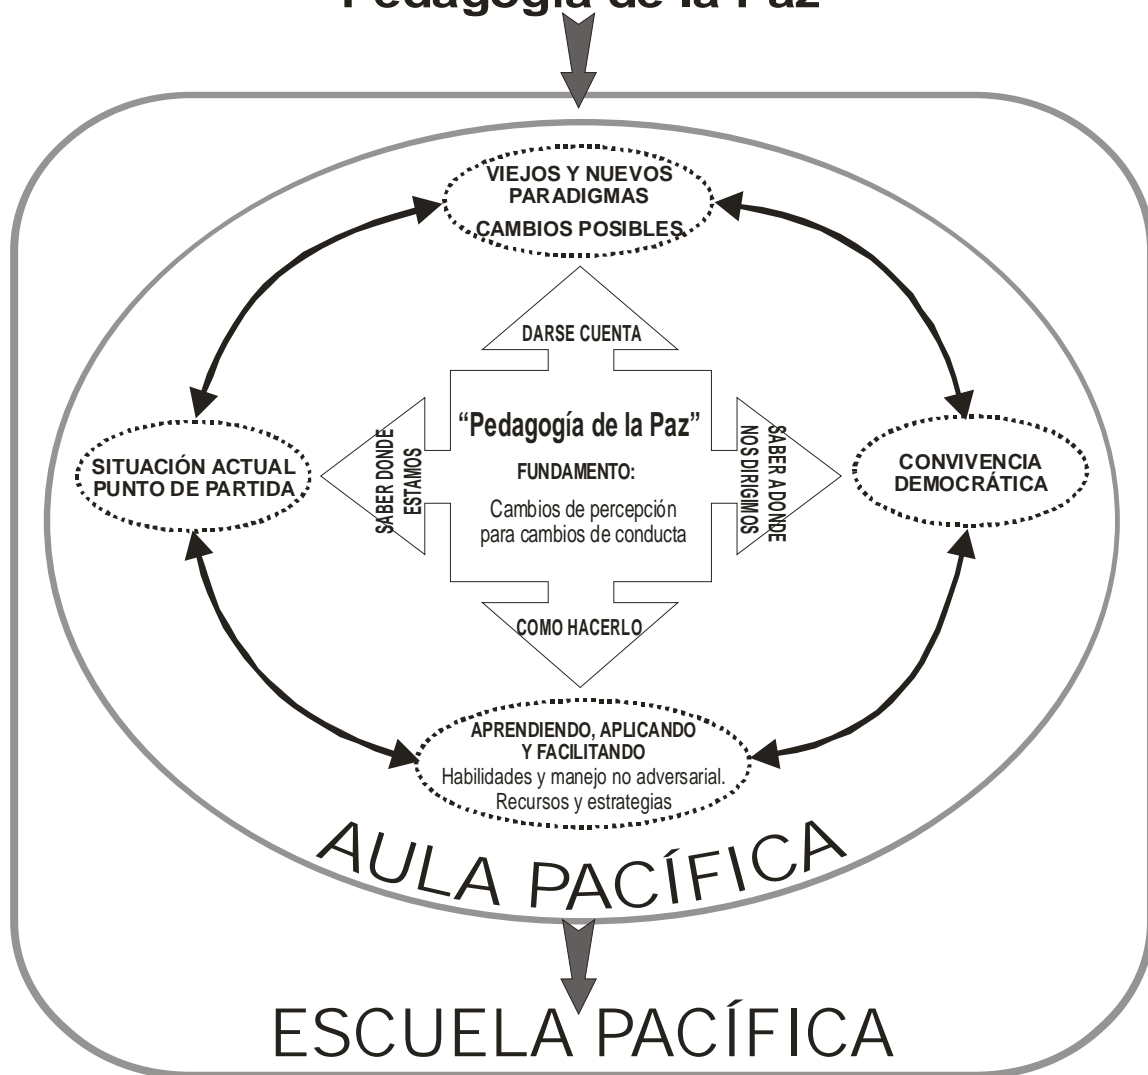 Pedagogía de la Paz
VIEJOS Y NUEVOS
PARADIGMAS
CAMBIOS POSIBLES
DARSE CUENTA
SITUACIÓN ACTUAL
PUNTO DE PARTIDA
SABER DONDE
ESTAMOS
“Pedagogía de la Paz”
FUNDAMENTO:
Cambios de percepción
para cambios de conducta
SABER A DONDE
NOS DIRIGIMOS
CONVIVENCIA
DEMOCRÁTICA
COMO HACERLO
APRENDIENDO, APLICANDO
Y FACILITANDO
Habilidades y manejo no adversarial.
Recursos y estrategias
AULA PACÍFICA
ESCUELA PACÍFICA